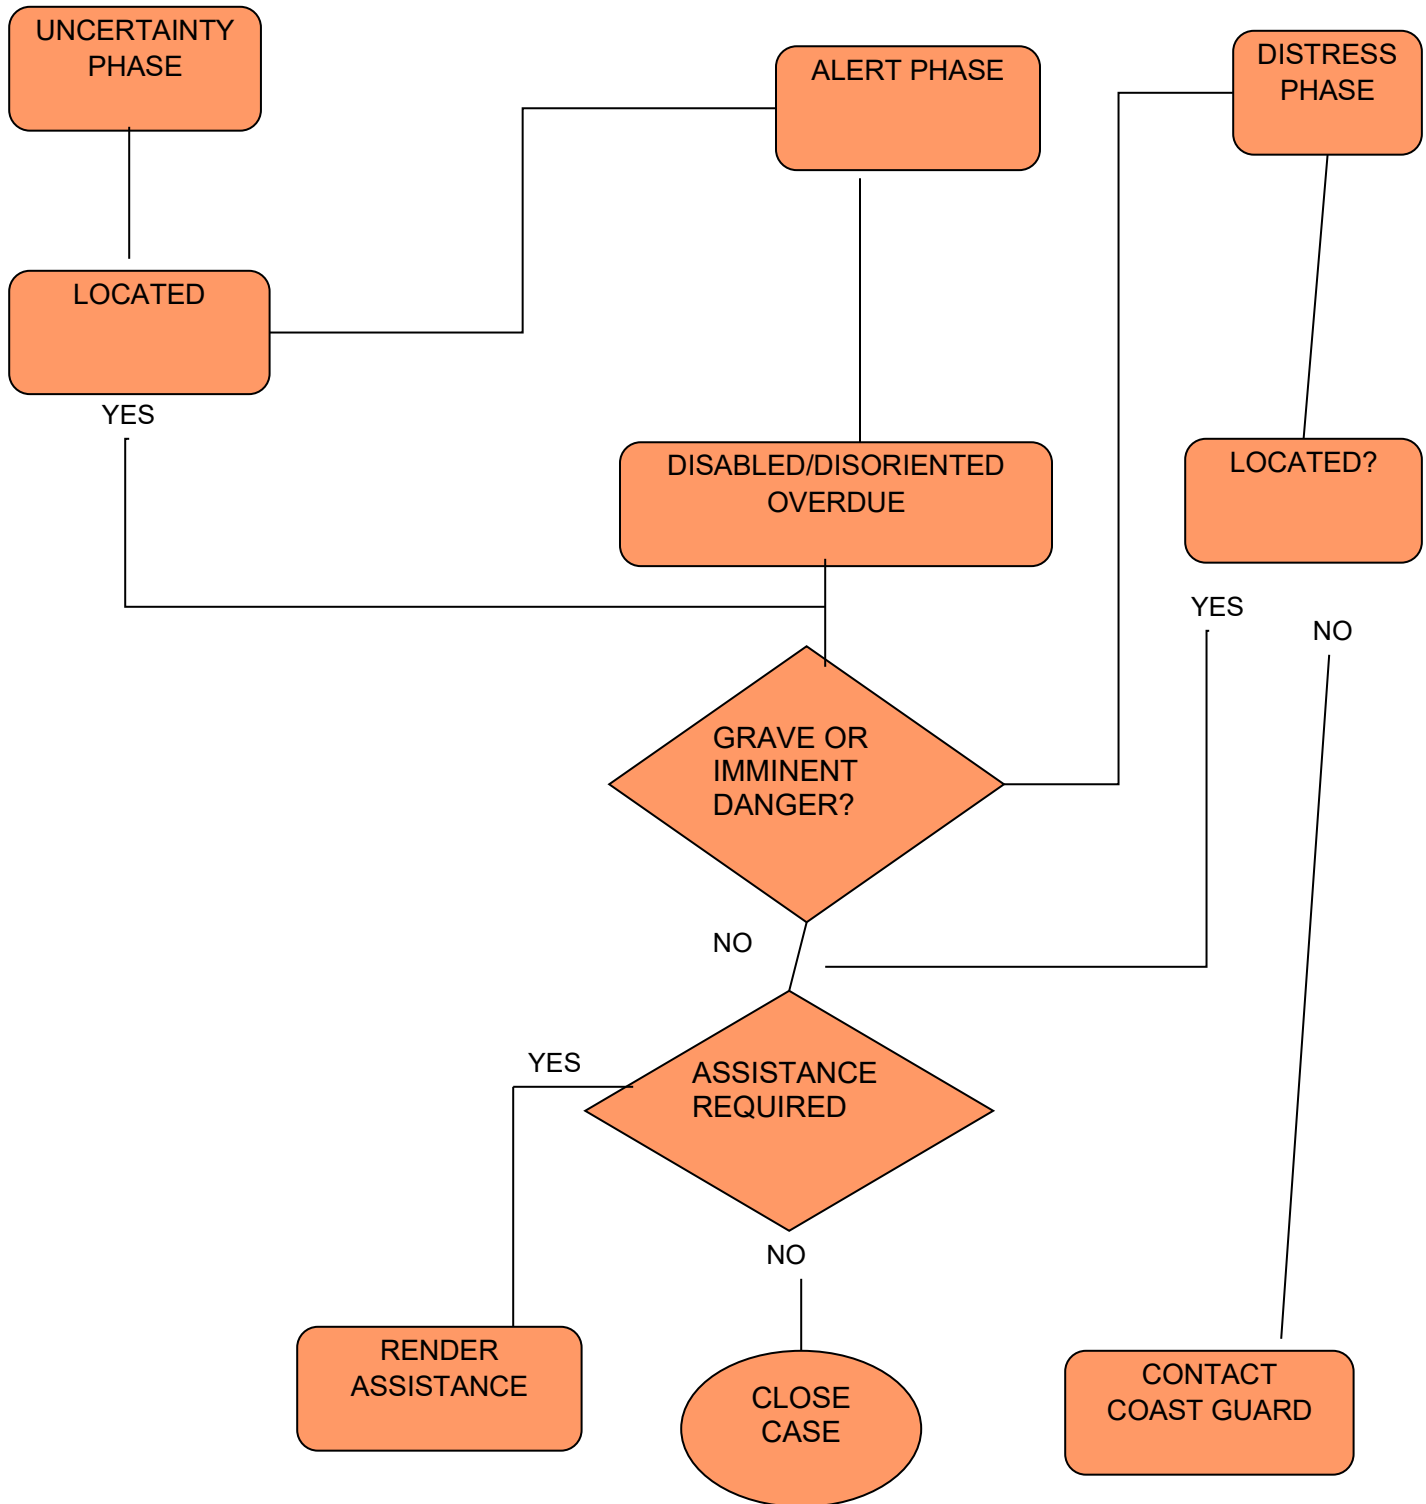 UNCERTAINTY
PHASE
ALERT PHASE
DISTRESS
PHASE
LOCATED
YES
DISABLED/DISORIENTED
OVERDUE
LOCATED?
YES
NO
GRAVE OR
IMMINENT
DANGER?
NO
YES
ASSISTANCE
REQUIRED
NO
RENDER
ASSISTANCE
CLOSE
CASE
CONTACT
COAST GUARD